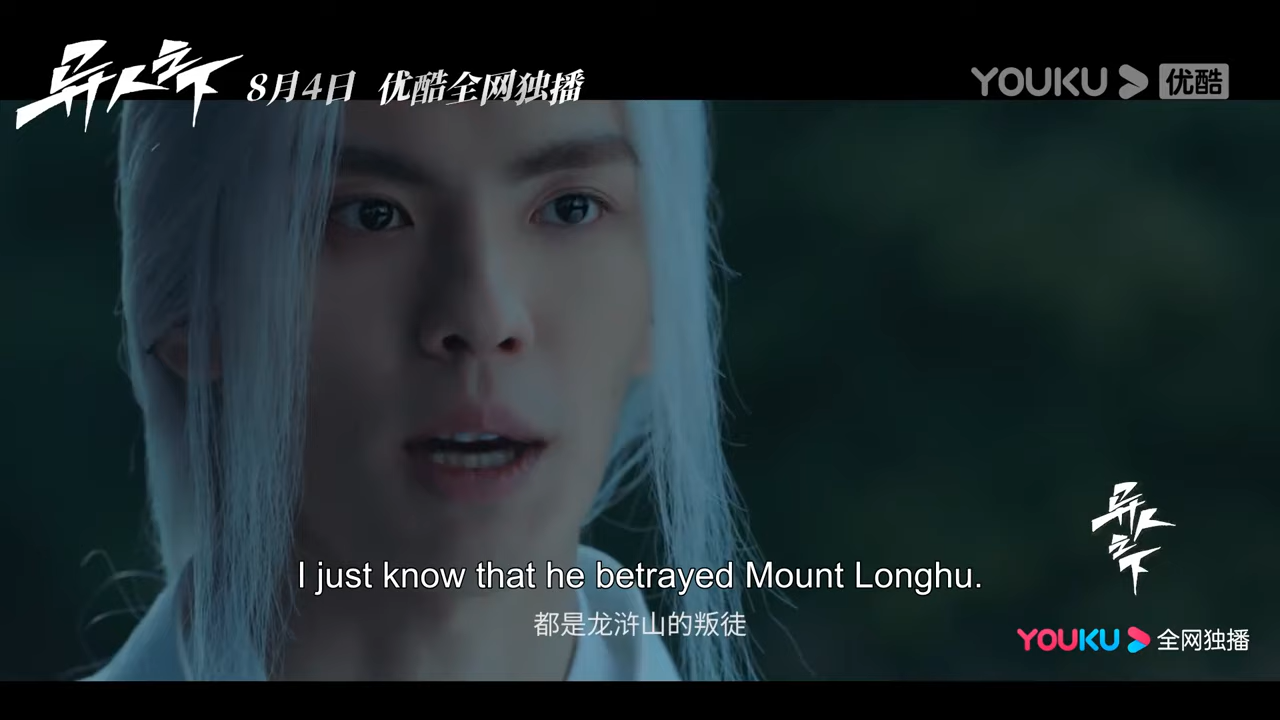 异人之下
8月4日 优酷全网独播
YOUKU 优酷
I just know that he betrayed Mount Longhu.
都是龙浒山的叛徒
异人之下
YOUKU 全网独播